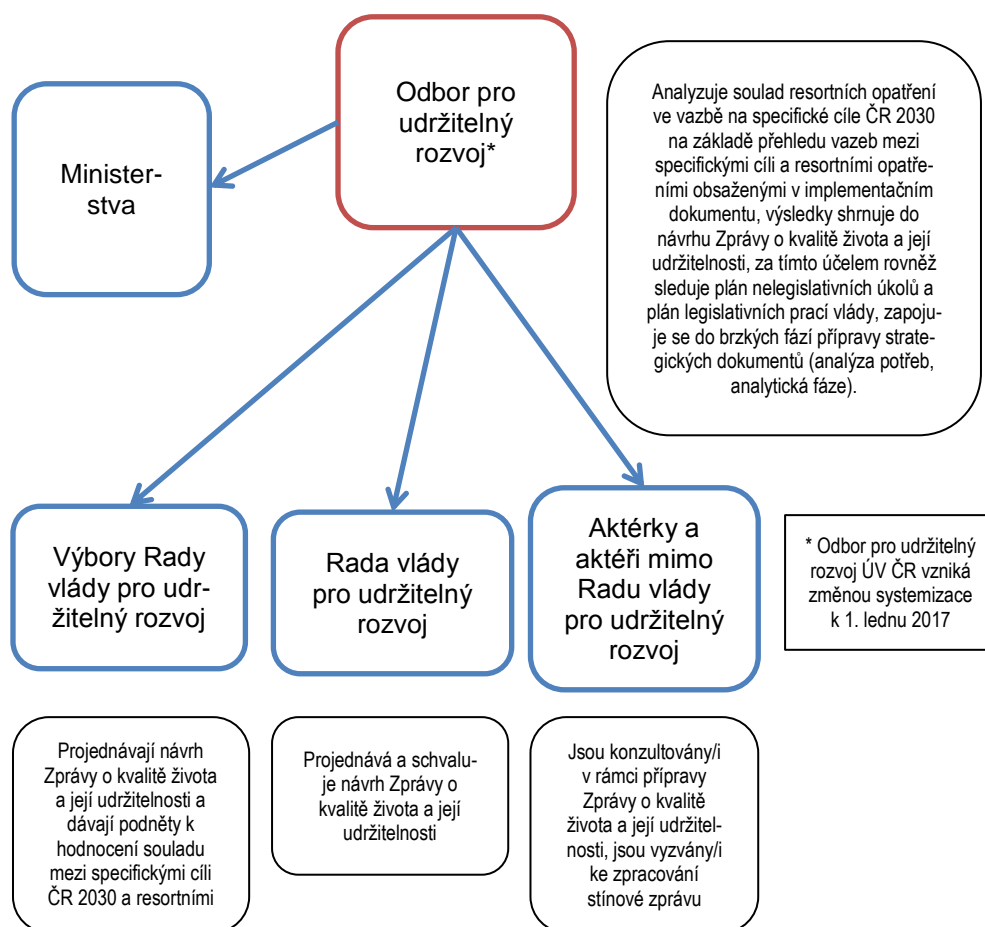 Odbor pro
udržitelný
rozvoj*
Minister-
stva
Analyzuje soulad resortních opatření
ve vazbě na specifické cíle ČR 2030
na základě přehledu vazeb mezi
specifickými cíli a resortními opatře-
ními obsaženými v implementačním
dokumentu, výsledky shrnuje do
návrhu Zprávy o kvalitě života a její
udržitelnosti, za tímto účelem rovněž
sleduje plán nelegislativních úkolů a
plán legislativních prací vlády, zapoju-
je se do brzkých fází přípravy strate-
gických dokumentů (analýza potřeb,
analytická fáze).
Výbory Rady
vlády pro udr-
žitelný rozvoj
Rada vlády
pro udržitelný
rozvoj
Aktérky a
aktéři mimo
Radu vlády
pro udržitelný
rozvoj
* Odbor pro udržitelný
rozvoj ÚV ČR vzniká
změnou systemizace
k 1. lednu 2017
Projednávají návrh
Zprávy o kvalitě života
a její udržitelnosti a
dávají podněty k
hodnocení souladu
mezi specifickými cíli
ČR 2030 a resortními
Projednává a schvalu-
je návrh Zprávy o
kvalitě života a její
udržitelnosti
Jsou konzultovány/i
v rámci přípravy
Zprávy o kvalitě
života a její udržitel-
nosti, jsou vyzvány/i
ke zpracování
stínové zprávu